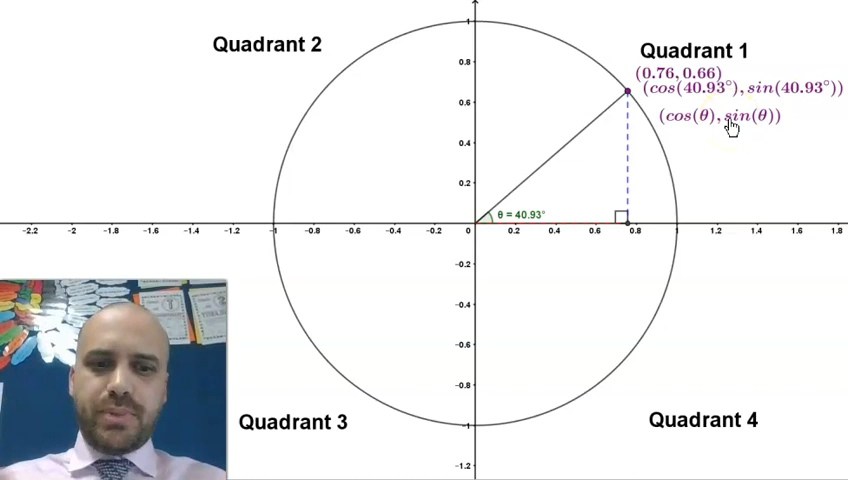 1
Quadrant 2
Quadrant 1
(0.76, 0.66)
0.8
(cos(40.93°), sin(40.93°))
0.6
(cos(θ), sin(θ))
0.4
0.2
θ = 40.93°
-2.2 -2 -1.8 -1.6 -1.4 -1.2 -1 -0.8 -0.6 -0.4 -0.2 0 0.2 0.4 0.6 0.8 1 1.2 1.4 1.6 1.8
-0.2
-0.4
-0.6
-0.8
Quadrant 3
Quadrant 4
-1
-1.2